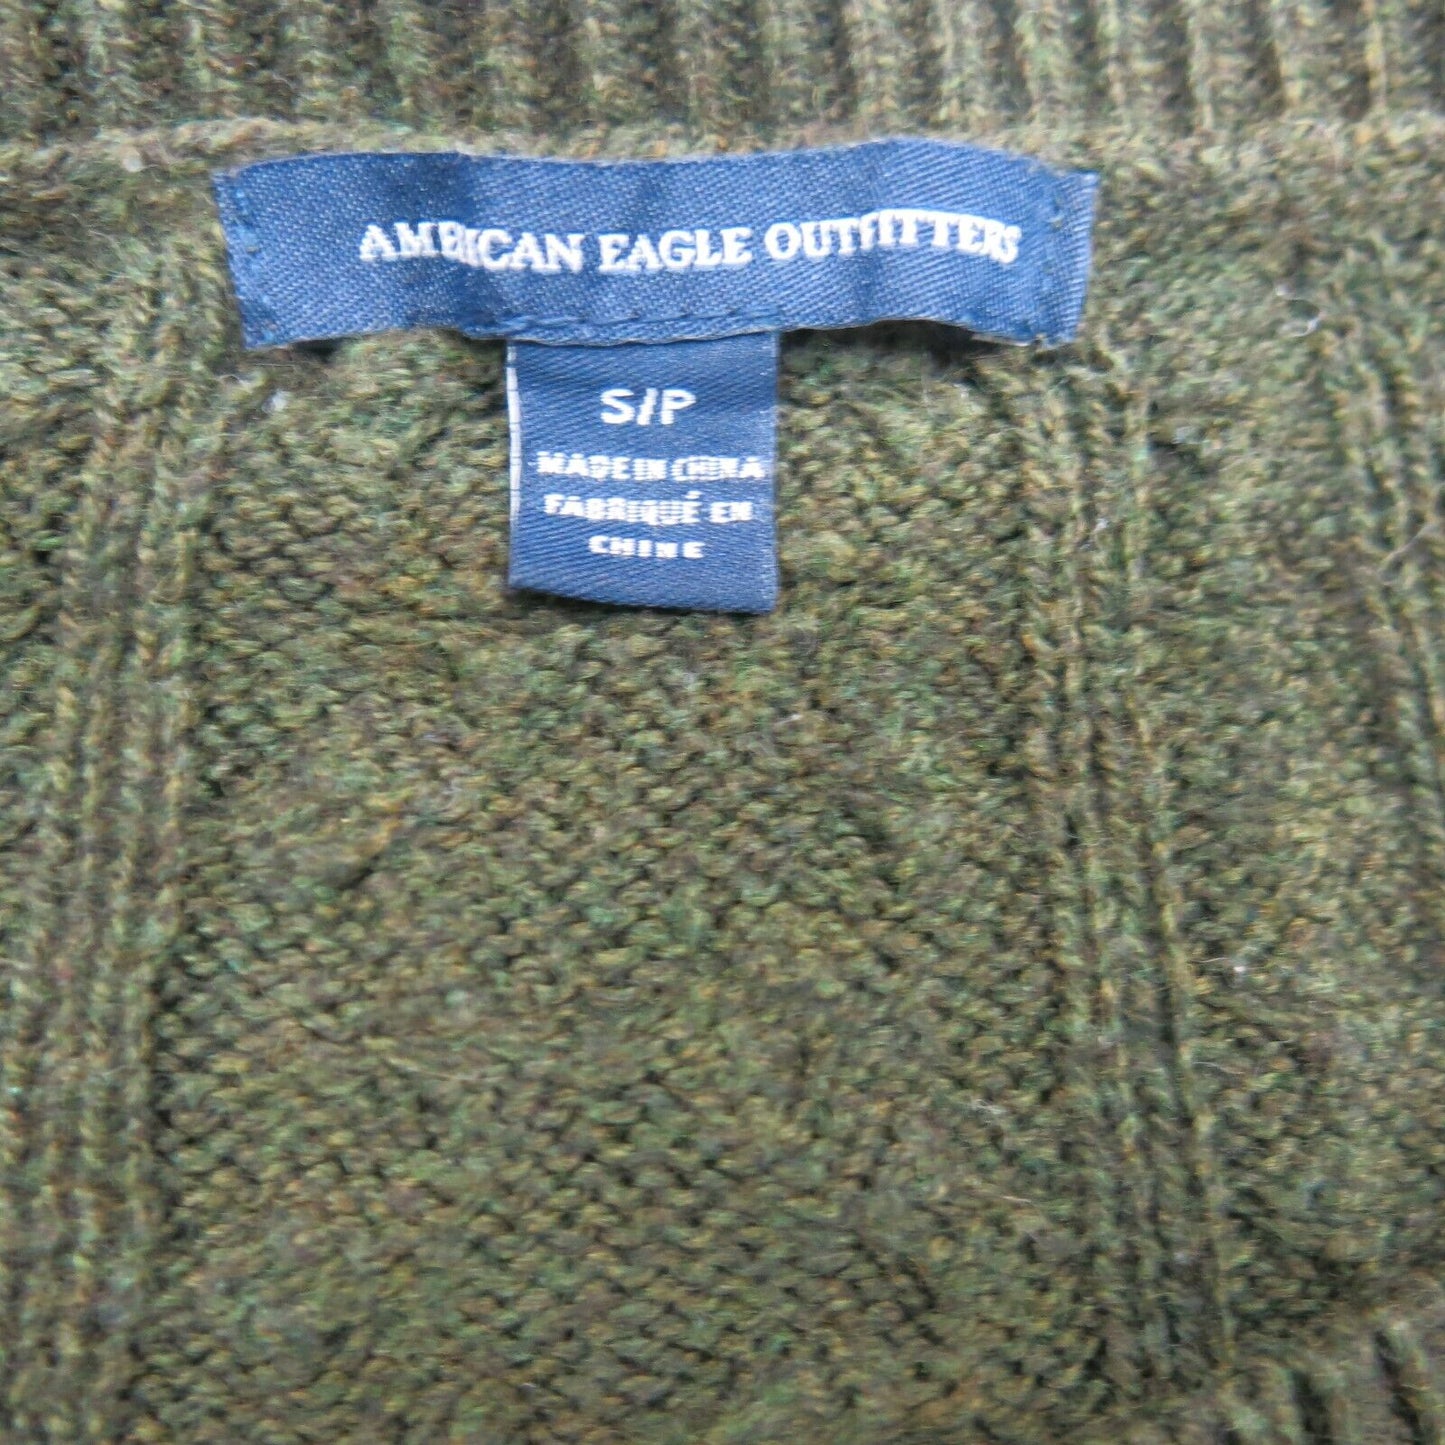 AMERICAN EAGLE OUTFITTERS
S/P
MADE IN CHINA
FABRIQUÉ EN
CHINE